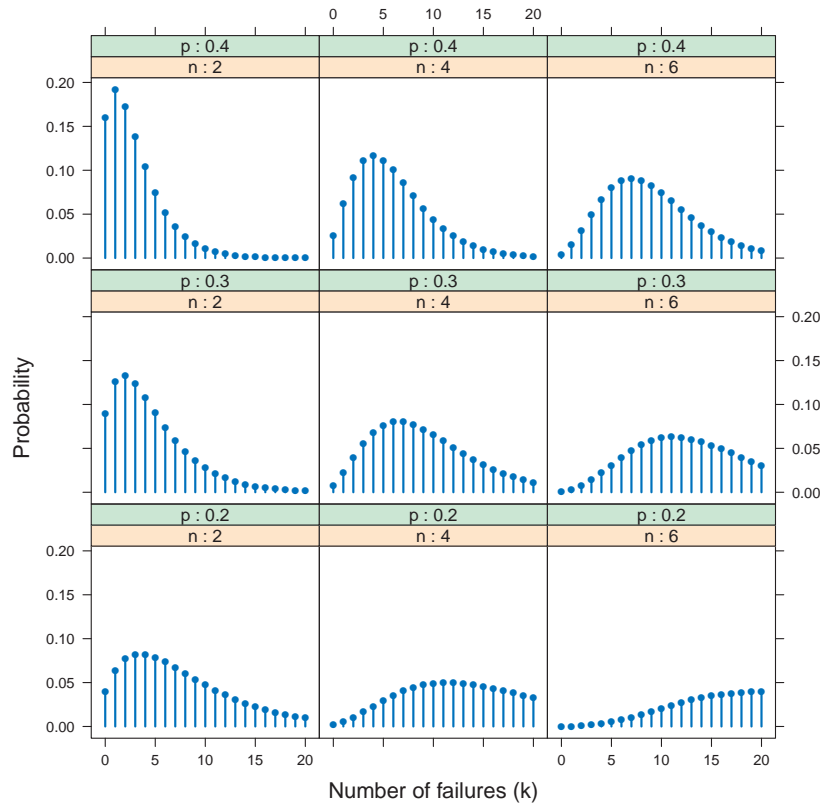 0 5 10 15 20
p : 0.4 p : 0.4 p : 0.4
n : 2 n : 4 n : 6
0.20
0.15
0.10
0.05
0.00
p : 0.3 p : 0.3 p : 0.3
n : 2 n : 4 n : 6
0.20
0.15
0.10
0.05
0.00
Probability
p : 0.2 p : 0.2 p : 0.2
n : 2 n : 4 n : 6
0.20
0.15
0.10
0.05
0.00
0 5 10 15 20 0 5 10 15 20
Number of failures (k)